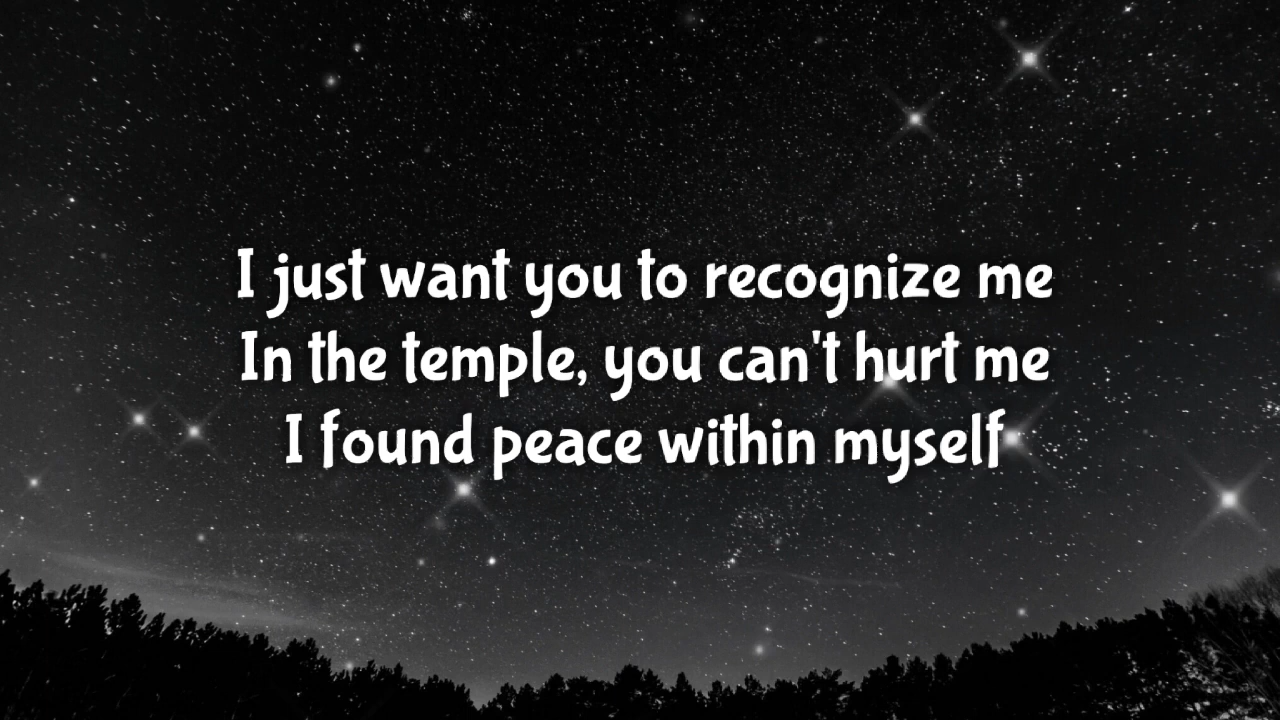 I just want you to recognize me
In the temple, you can't hurt me
I found peace within myself